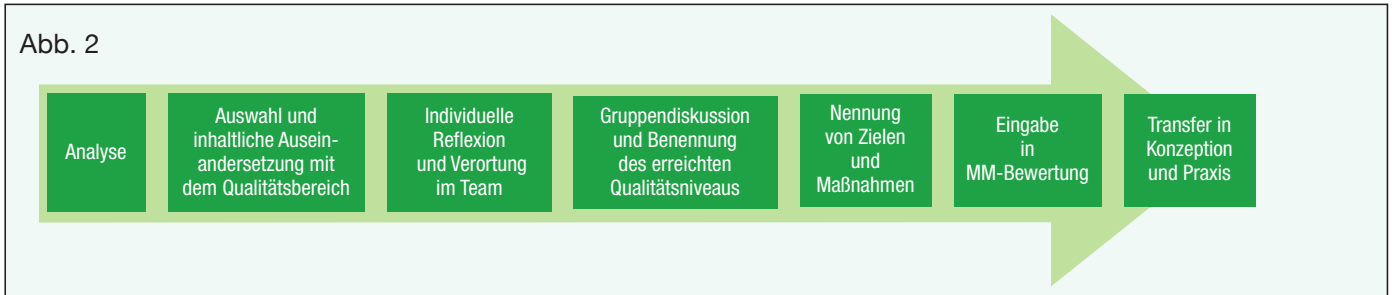 Abb. 2
Analyse
Auswahl und
inhaltliche Ausein-
andersetzung mit
dem Qualitätsbereich
Individuelle
Reflexion
und Verortung
im Team
Gruppendiskussion
und Benennung
des erreichten
Qualitätsniveaus
Nennung
von Zielen
und
Maßnahmen
Eingabe
in
MM-Bewertung
Transfer in
Konzeption
und Praxis